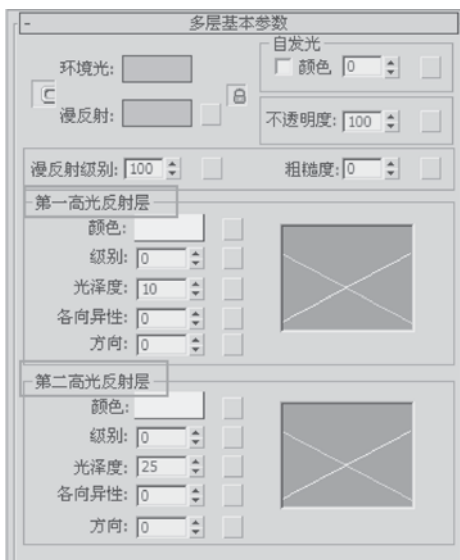 - 多层基本参数
自发光
环境光:
颜色 0
漫反射:
不透明度: 100
漫反射级别: 100 粗糙度: 0
第一高光反射层
颜色:
级别: 0
光泽度: 10
各向异性: 0
方向: 0
第二高光反射层
颜色:
级别: 0
光泽度: 25
各向异性: 0
方向: 0